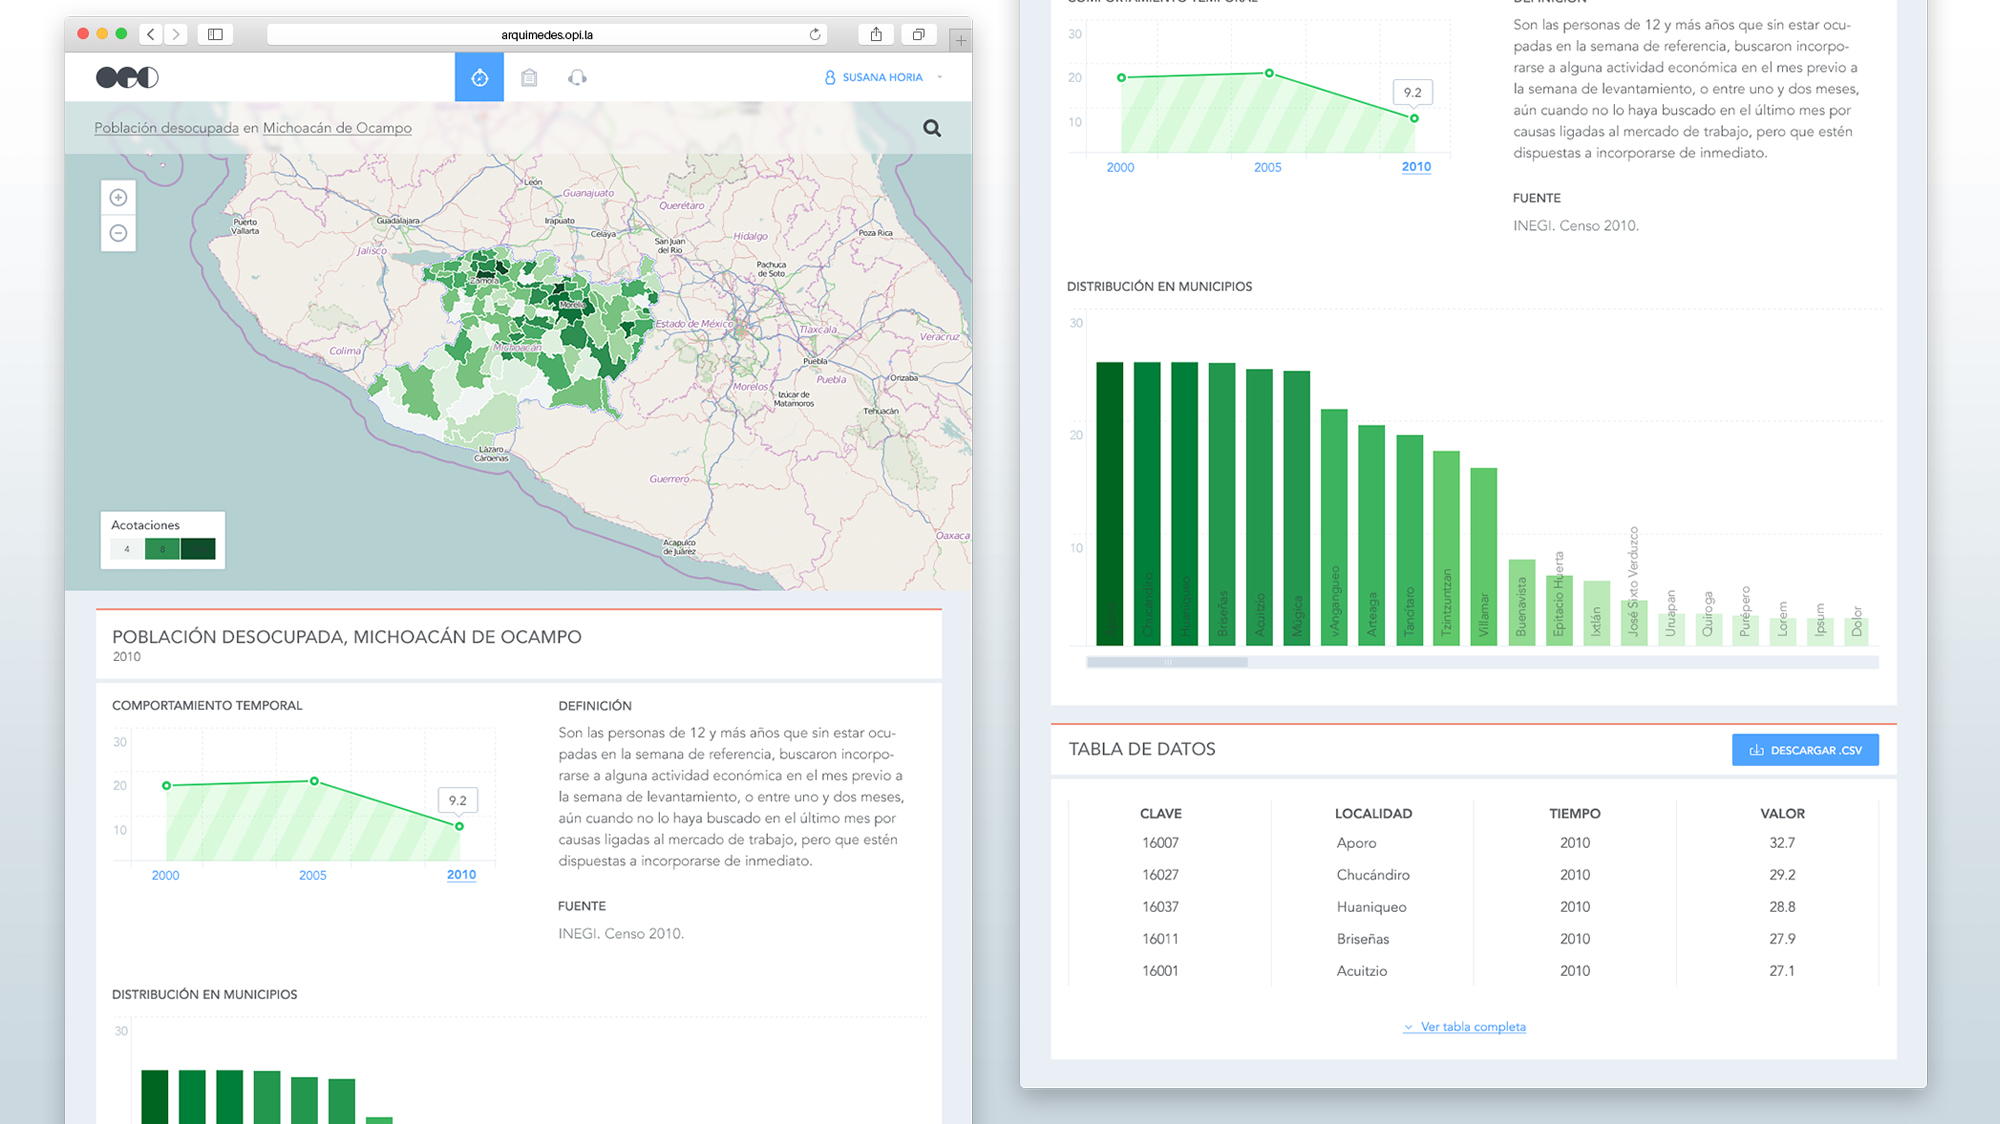 arquimedes.opi.la
SUSANA HORIA
Población desocupada en Michoacán de Ocampo
León
Guanajuato
Querétaro
Puerto
Vallarta
Guadalajara
Irapuato
Celaya
San Juan
del Río
Hidalgo
Poza Rica
Jalisco
Pachuca
de Soto
Zamora
Morelia
Estado de México
Tlaxcala
Veracruz
Colima
Michoacán
Puebla
Morelos
Puebla
Orizaba
Izúcar de
Matamoros
Tehuacán
Lázaro
Cárdenas
Guerrero
Acapulco
de Juárez
Oaxaca
Acotaciones
4
8
POBLACIÓN DESOCUPADA, MICHOACÁN DE OCAMPO
2010
COMPORTAMIENTO TEMPORAL
30
20
10
9.2
2000
2005
2010
DEFINICIÓN
Son las personas de 12 y más años que sin estar ocu-
padas en la semana de referencia, buscaron incorpo-
rarse a alguna actividad económica en el mes previo a
la semana de levantamiento, o entre uno y dos meses,
aún cuando no lo haya buscado en el último mes por
causas ligadas al mercado de trabajo, pero que estén
dispuestas a incorporarse de inmediato.
FUENTE
INEGI. Censo 2010.
DISTRIBUCIÓN EN MUNICIPIOS
30
COMPORTAMIENTO TEMPORAL
30
20
10
9.2
2000
2005
2010
DEFINICIÓN
Son las personas de 12 y más años que sin estar ocu-
padas en la semana de referencia, buscaron incorpo-
rarse a alguna actividad económica en el mes previo a
la semana de levantamiento, o entre uno y dos meses,
aún cuando no lo haya buscado en el último mes por
causas ligadas al mercado de trabajo, pero que estén
dispuestas a incorporarse de inmediato.
FUENTE
INEGI. Censo 2010.
DISTRIBUCIÓN EN MUNICIPIOS
30
20
10
Chucándiro
Huaniqueo
Briseñas
Acuitzio
Múgica
vAngangueo
Arteaga
Tancítaro
Tzintzuntzan
Villamar
Buenavista
Epitacio Huerta
Ixtlán
José Sixto Verduzco
Uruapan
Quiroga
Purépero
Lorem
Ipsum
Dolor
TABLA DE DATOS
DESCARGAR .CSV
CLAVE LOCALIDAD TIEMPO VALOR
16007 Aporo 2010 32.7
16027 Chucándiro 2010 29.2
16037 Huaniqueo 2010 28.8
16011 Briseñas 2010 27.9
16001 Acuitzio 2010 27.1
Ver tabla completa